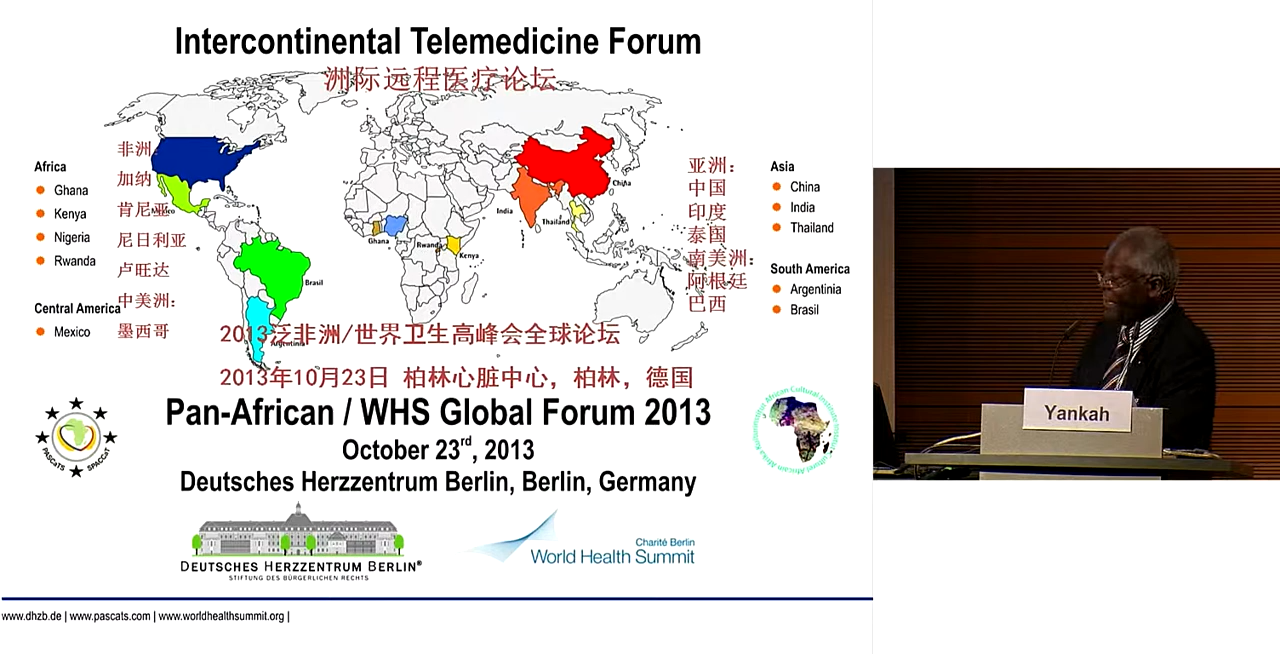 Intercontinental Telemedicine Forum
洲际远程医疗论坛
Africa
Ghana
Kenya
Nigeria
Rwanda
Central America
Mexico
非洲
加纳
肯尼亚
尼日利亚
卢旺达
中美洲：
墨西哥
Mexico
Brasil
Argentinia
Ghana
Rwanda
Kenya
India
Thailand
China
亚洲：
中国
印度
泰国
南美洲：
阿根廷
巴西
Asia
China
India
Thailand
South America
Argentinia
Brasil
2013泛非洲/世界卫生高峰会全球论坛
2013年10月23日 柏林心脏中心，柏林，德国
Pan-African / WHS Global Forum 2013
October 23rd, 2013
Deutsches Herzzentrum Berlin, Berlin, Germany
PASCaTS SPACCaT
DEUTSCHES HERZZENTRUM BERLIN®
STIFTUNG DES BÜRGERLICHEN RECHTS
Charité Berlin
World Health Summit
www.dhzb.de | www.pascats.com | www.worldhealthsummit.org |
Yankah